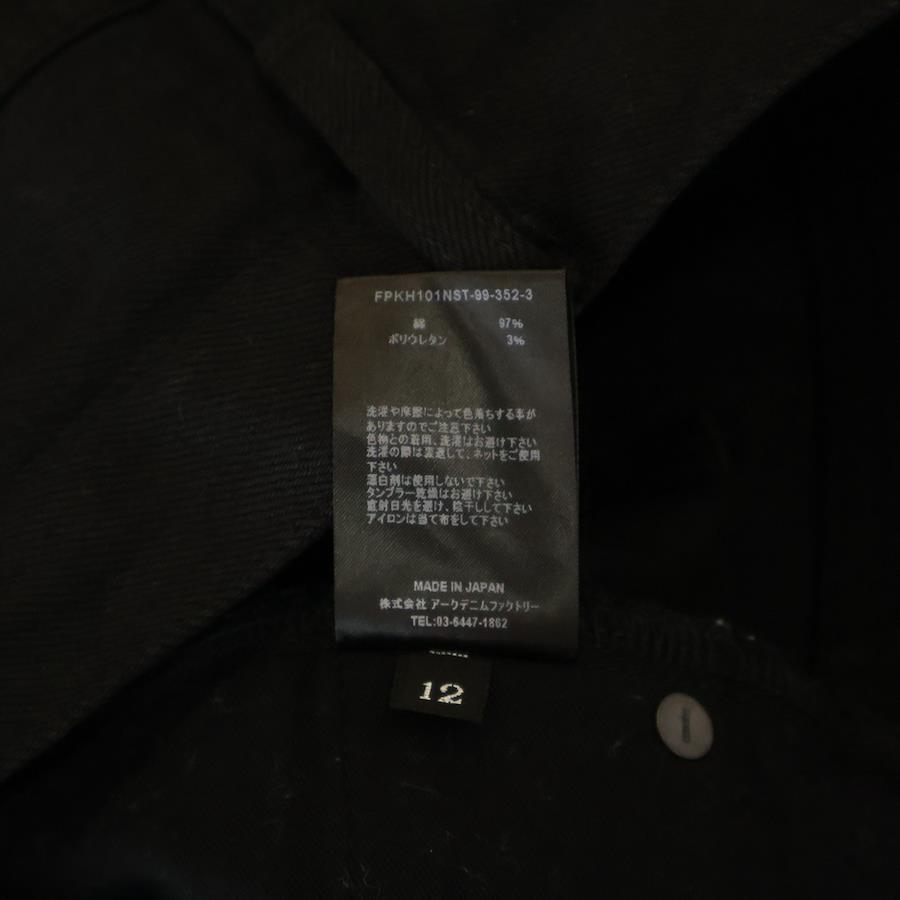 FPKH101NST-99-352-3
綿 97%
ポリウレタン 3%
洗濯や摩擦によって色落ちする事が
ありますのでご注意下さい
色物との着用、洗濯はお避け下さい
洗濯の際は裏返して、ネットをご使用
下さい
漂白剤は使用しないで下さい
タンブラー乾燥はお避け下さい
直射日光を避け、陰干しして下さい
アイロンは当て布をして下さい
MADE IN JAPAN
株式会社 アークデニムファクトリー
TEL:03-6447-1862
12